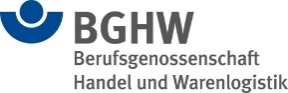 BGHW
Berufsgenossenschaft
Handel und Warenlogistik